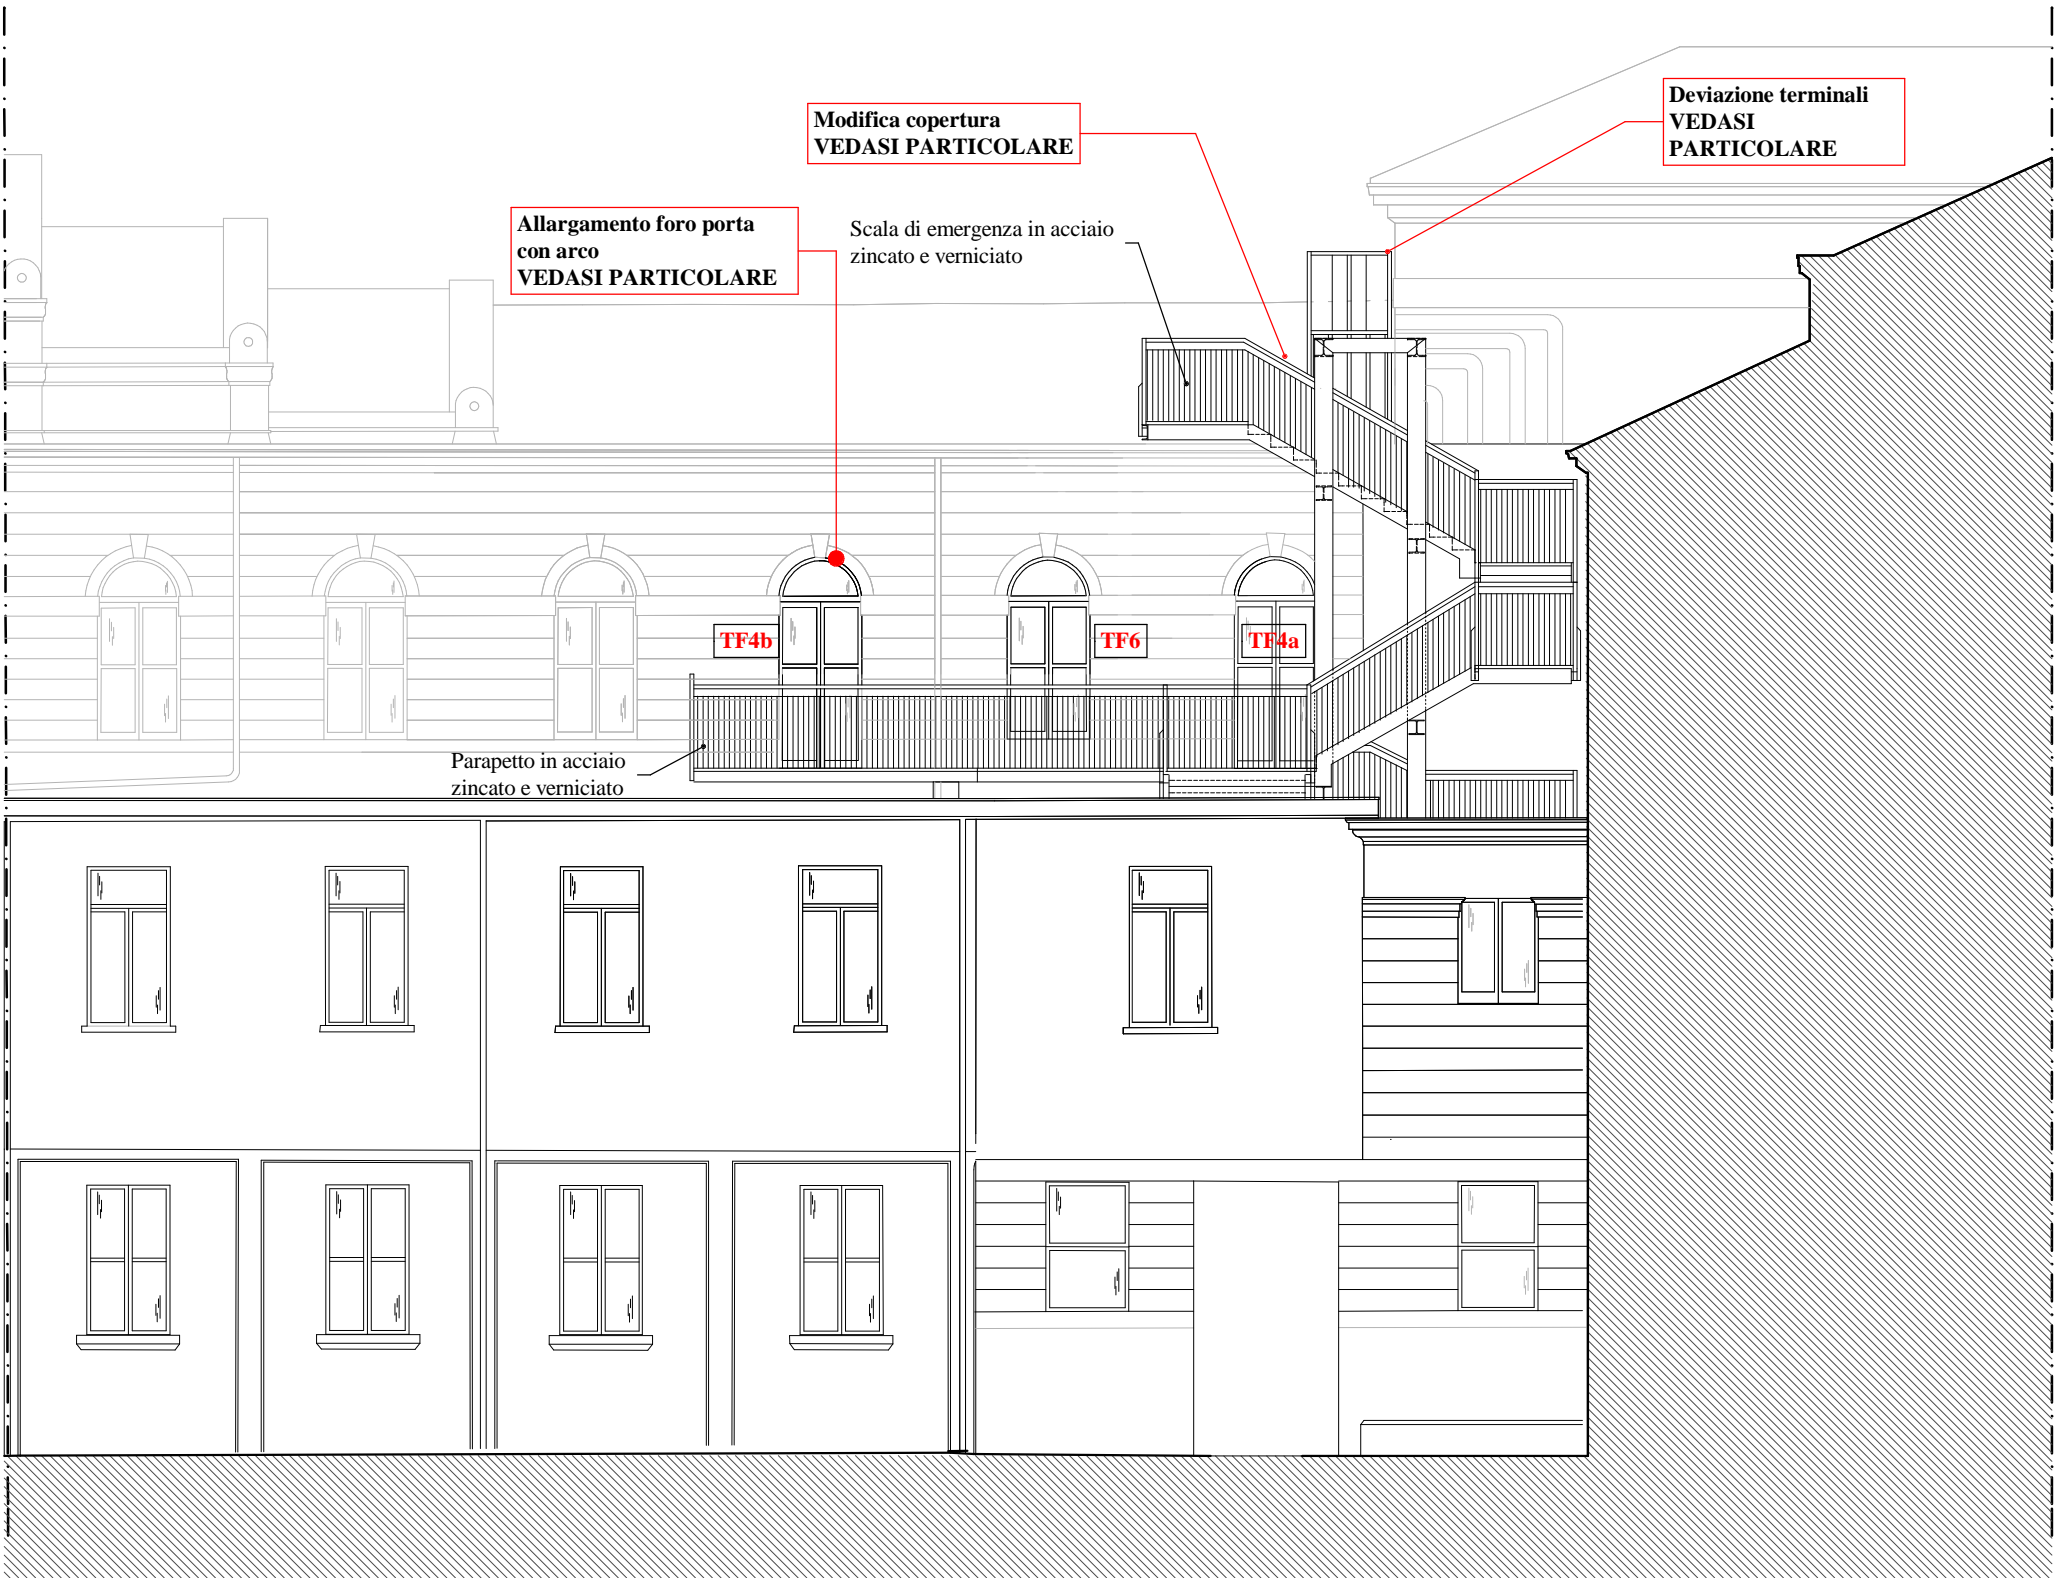 Deviazione terminali
VEDASI
PARTICOLARE
Modifica copertura
VEDASI PARTICOLARE
Allargamento foro porta
con arco
VEDASI PARTICOLARE
Scala di emergenza in acciaio
zincato e verniciato
TF4b
TF6
TF4a
Parapetto in acciaio
zincato e verniciato